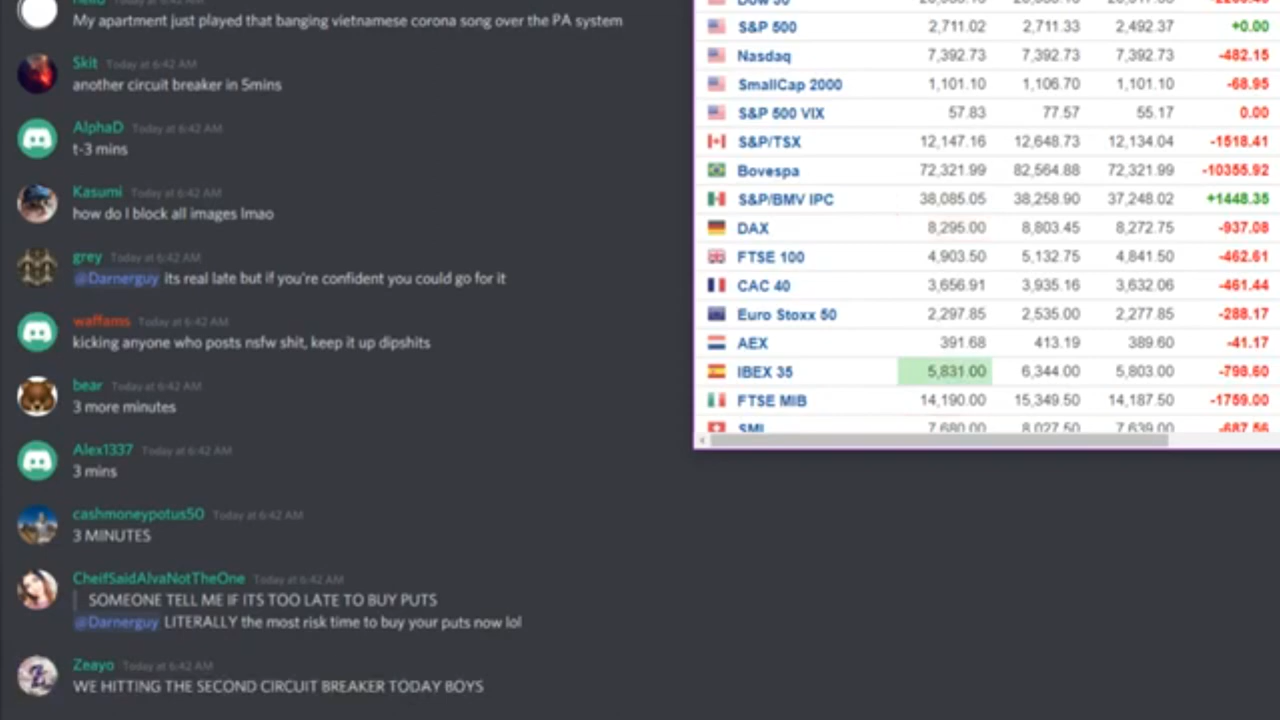 My apartment just played that banging vietnamese corona song over the PA system
Skit Today at 6:42 AM
another circuit breaker in 5mins
AlphaD Today at 6:42 AM
t-3 mins
Kasumi Today at 6:42 AM
how do I block all images lmao
grey Today at 6:42 AM
@Darnerguy its real late but if you're confident you could go for it
waffams Today at 6:42 AM
kicking anyone who posts nsfw shit, keep it up dipshits
bear Today at 6:42 AM
3 more minutes
Alex1337 Today at 6:42 AM
3 mins
cashmoneypotus50 Today at 6:42 AM
3 MINUTES
CheifSaidAlvaNotTheOne Today at 6:42 AM
SOMEONE TELL ME IF ITS TOO LATE TO BUY PUTS
@Darnerguy LITERALLY the most risk time to buy your puts now lol
Zeayo Today at 6:42 AM
WE HITTING THE SECOND CIRCUIT BREAKER TODAY BOYS
S&P 500 2,711.02 2,711.33 2,492.37 +0.00
Nasdaq 7,392.73 7,392.73 7,392.73 -482.15
SmallCap 2000 1,101.10 1,106.70 1,101.10 -68.95
S&P 500 VIX 57.83 77.57 55.17 0.00
S&P/TSX 12,147.16 12,648.73 12,134.04 -1518.41
Bovespa 72,321.99 82,564.88 72,321.99 -10355.92
S&P/BMV IPC 38,085.05 38,258.90 37,248.02 +1448.35
DAX 8,295.00 8,803.45 8,272.75 -937.08
FTSE 100 4,903.50 5,132.75 4,841.50 -462.61
CAC 40 3,656.91 3,935.16 3,632.06 -461.44
Euro Stoxx 50 2,297.85 2,535.00 2,277.85 -288.17
AEX 391.68 413.19 389.60 -41.17
IBEX 35 5,831.00 6,344.00 5,803.00 -798.60
FTSE MIB 14,190.00 15,349.50 14,187.50 -1759.00
SMI 7,680.00 8,027.50 7,639.00 -687.56